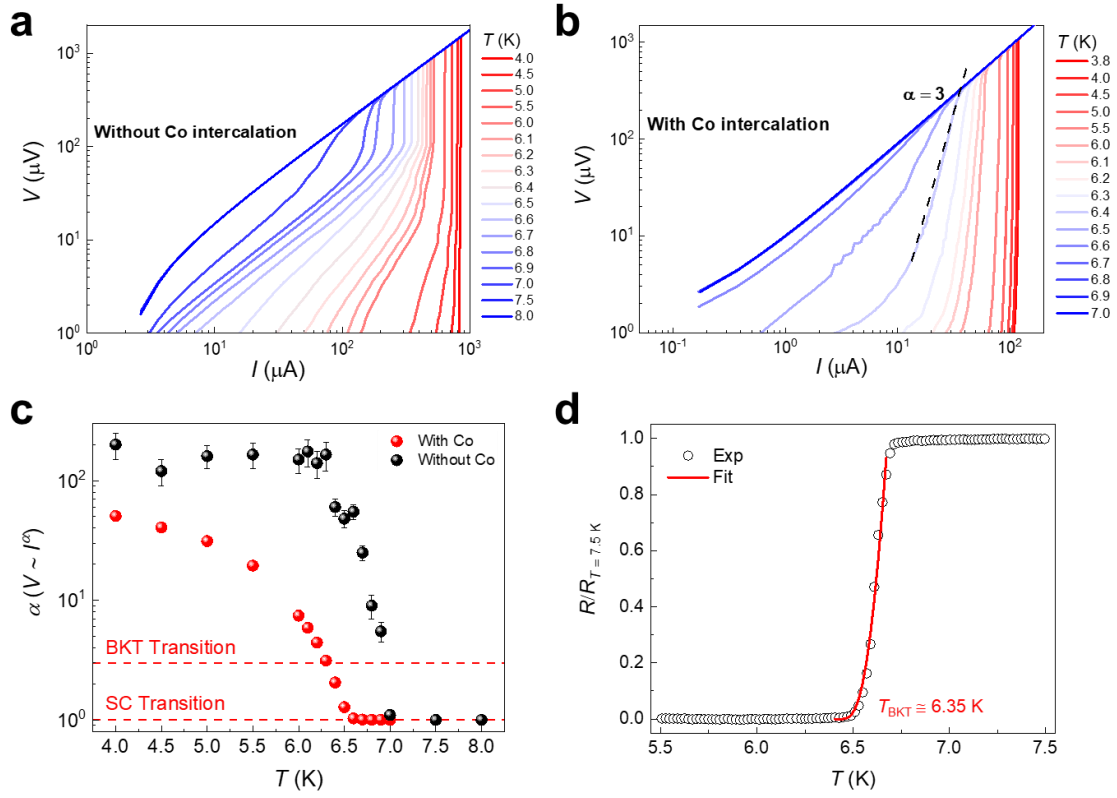 a
T (K)
4.0
4.5
5.0
5.5
6.0
6.1
6.2
6.3
6.4
6.5
6.6
6.7
6.8
6.9
7.0
7.5
8.0
Without Co intercalation
V (μV)
10³
10²
10¹
10⁰
10⁰ 10¹ 10² 10³
I (μA)
b
T (K)
3.8
4.0
4.5
5.0
5.5
6.0
6.1
6.2
6.3
6.4
6.5
6.6
6.7
6.8
6.9
7.0
α = 3
With Co intercalation
V (μV)
10³
10²
10¹
10⁰
10⁻¹ 10⁰ 10¹ 10²
I (μA)
c
With Co
Without Co
α (V ~ I^α)
10²
10¹
10⁰
BKT Transition
SC Transition
4.0 4.5 5.0 5.5 6.0 6.5 7.0 7.5 8.0
T (K)
d
Exp
Fit
R/R_T = 7.5 K
1.0
0.8
0.6
0.4
0.2
0.0
T_BKT ≅ 6.35 K
5.5 6.0 6.5 7.0 7.5
T (K)